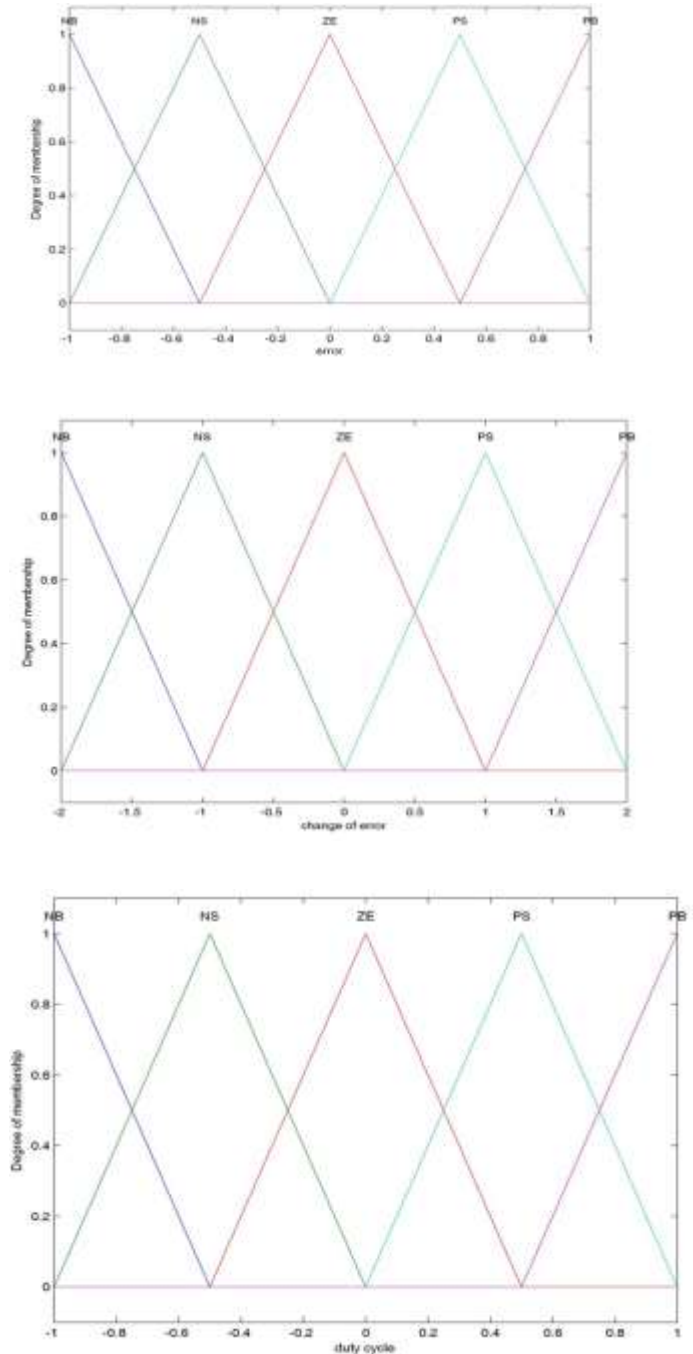 NB NS ZE PS PB
1
0.8
0.6
0.4
0.2
0
Degree of membership
-1 -0.8 -0.6 -0.4 -0.2 0 0.2 0.4 0.6 0.8 1
error
NB NS ZE PS PB
1
0.8
0.6
0.4
0.2
0
Degree of membership
-2 -1.5 -1 -0.5 0 0.5 1 1.5 2
change of error
NB NS ZE PS PB
1
0.8
0.6
0.4
0.2
0
Degree of membership
-1 -0.8 -0.6 -0.4 -0.2 0 0.2 0.4 0.6 0.8 1
duty cycle